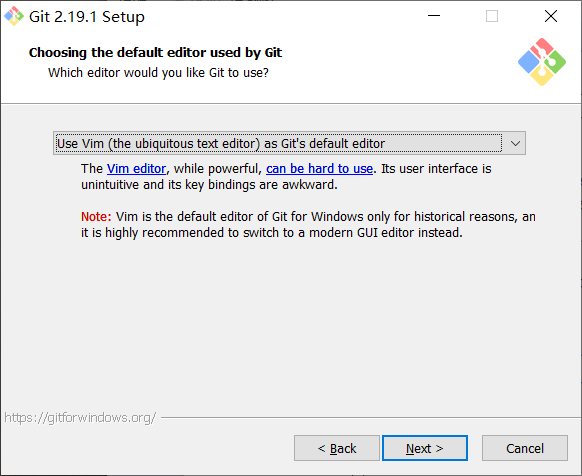 Git 2.19.1 Setup
Choosing the default editor used by Git
Which editor would you like Git to use?
Use Vim (the ubiquitous text editor) as Git's default editor
The Vim editor, while powerful, can be hard to use. Its user interface is
unintuitive and its key bindings are awkward.
Note: Vim is the default editor of Git for Windows only for historical reasons, an
it is highly recommended to switch to a modern GUI editor instead.
https://gitforwindows.org/
< Back
Next >
Cancel